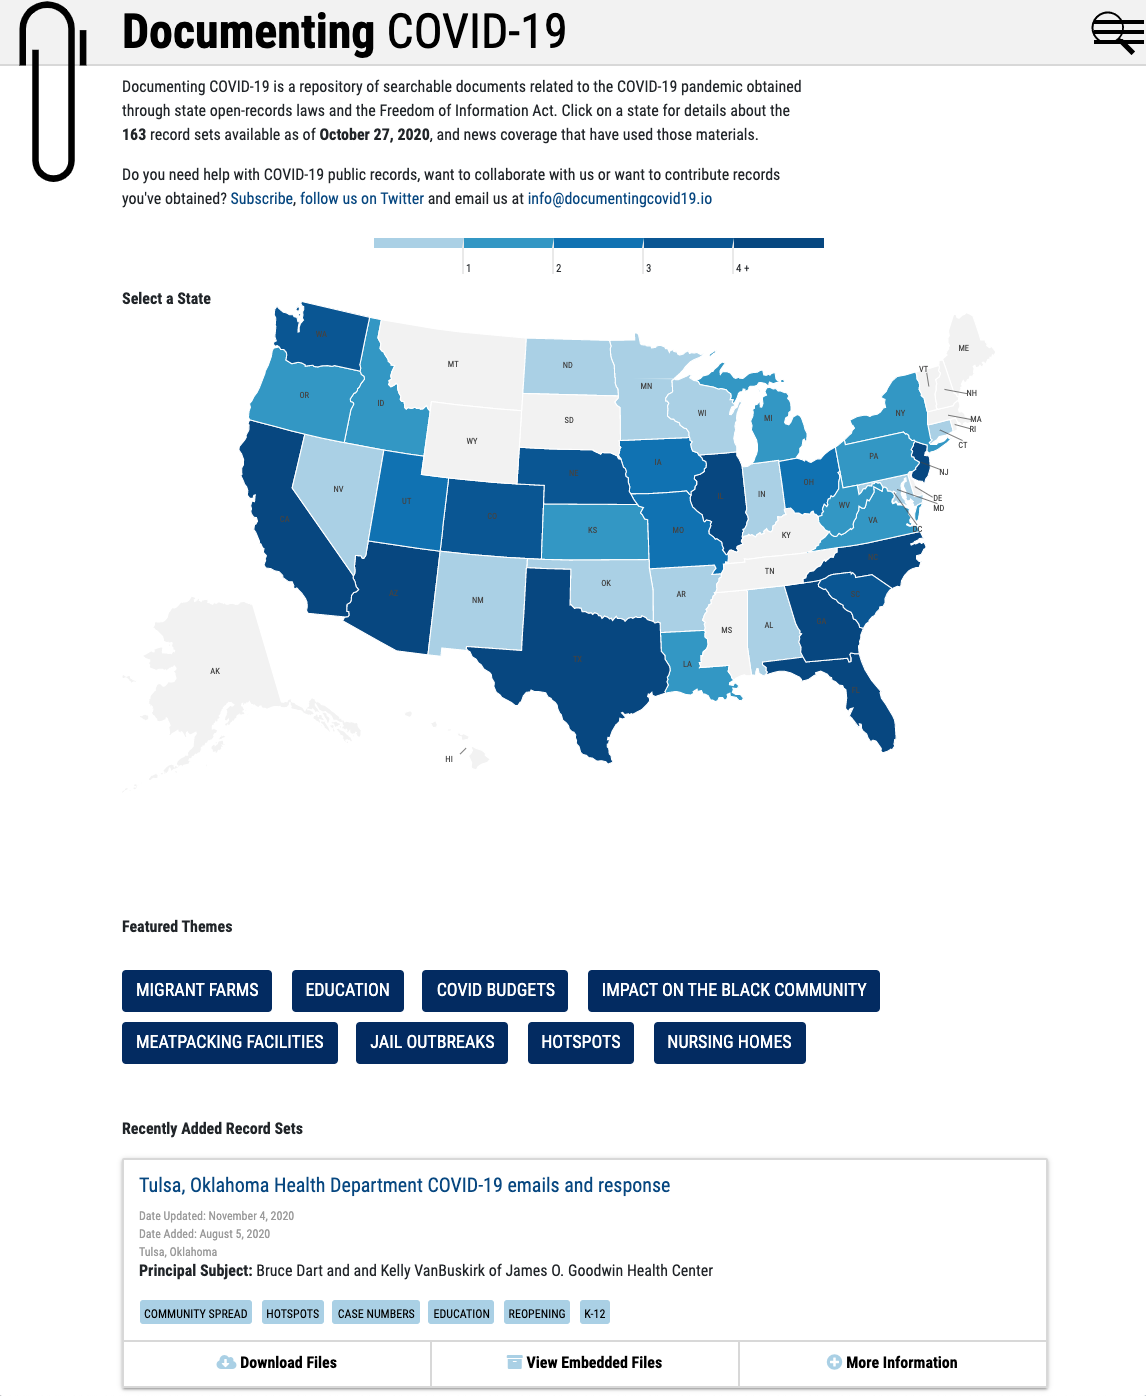 Documenting COVID-19
Documenting COVID-19 is a repository of searchable documents related to the COVID-19 pandemic obtained
through state open-records laws and the Freedom of Information Act. Click on a state for details about the
163 record sets available as of October 27, 2020, and news coverage that have used those materials.
Do you need help with COVID-19 public records, want to collaborate with us or want to contribute records
you've obtained? Subscribe, follow us on Twitter and email us at info@documentingcovid19.io
1 2 3 4 +
Select a State
ME
MT
ND
VT
MN
OR
ID
NH
WI
NY
MI
SD
MA
RI
WY
CT
PA
IA
NJ
UT
NV
OH
IN
DE
WV
MD
VA
DC
KS
MO
KY
CA
NC
TN
OK
AZ
AR
SC
NM
GA
AL
MS
TX
LA
AK
HI
Featured Themes
MIGRANT FARMS EDUCATION COVID BUDGETS IMPACT ON THE BLACK COMMUNITY
MEATPACKING FACILITIES JAIL OUTBREAKS HOTSPOTS NURSING HOMES
Recently Added Record Sets
Tulsa, Oklahoma Health Department COVID-19 emails and response
Date Updated: November 4, 2020
Date Added: August 5, 2020
Tulsa, Oklahoma
Principal Subject: Bruce Dart and and Kelly VanBuskirk of James O. Goodwin Health Center
COMMUNITY SPREAD HOTSPOTS CASE NUMBERS EDUCATION REOPENING K-12
Download Files View Embedded Files More Information